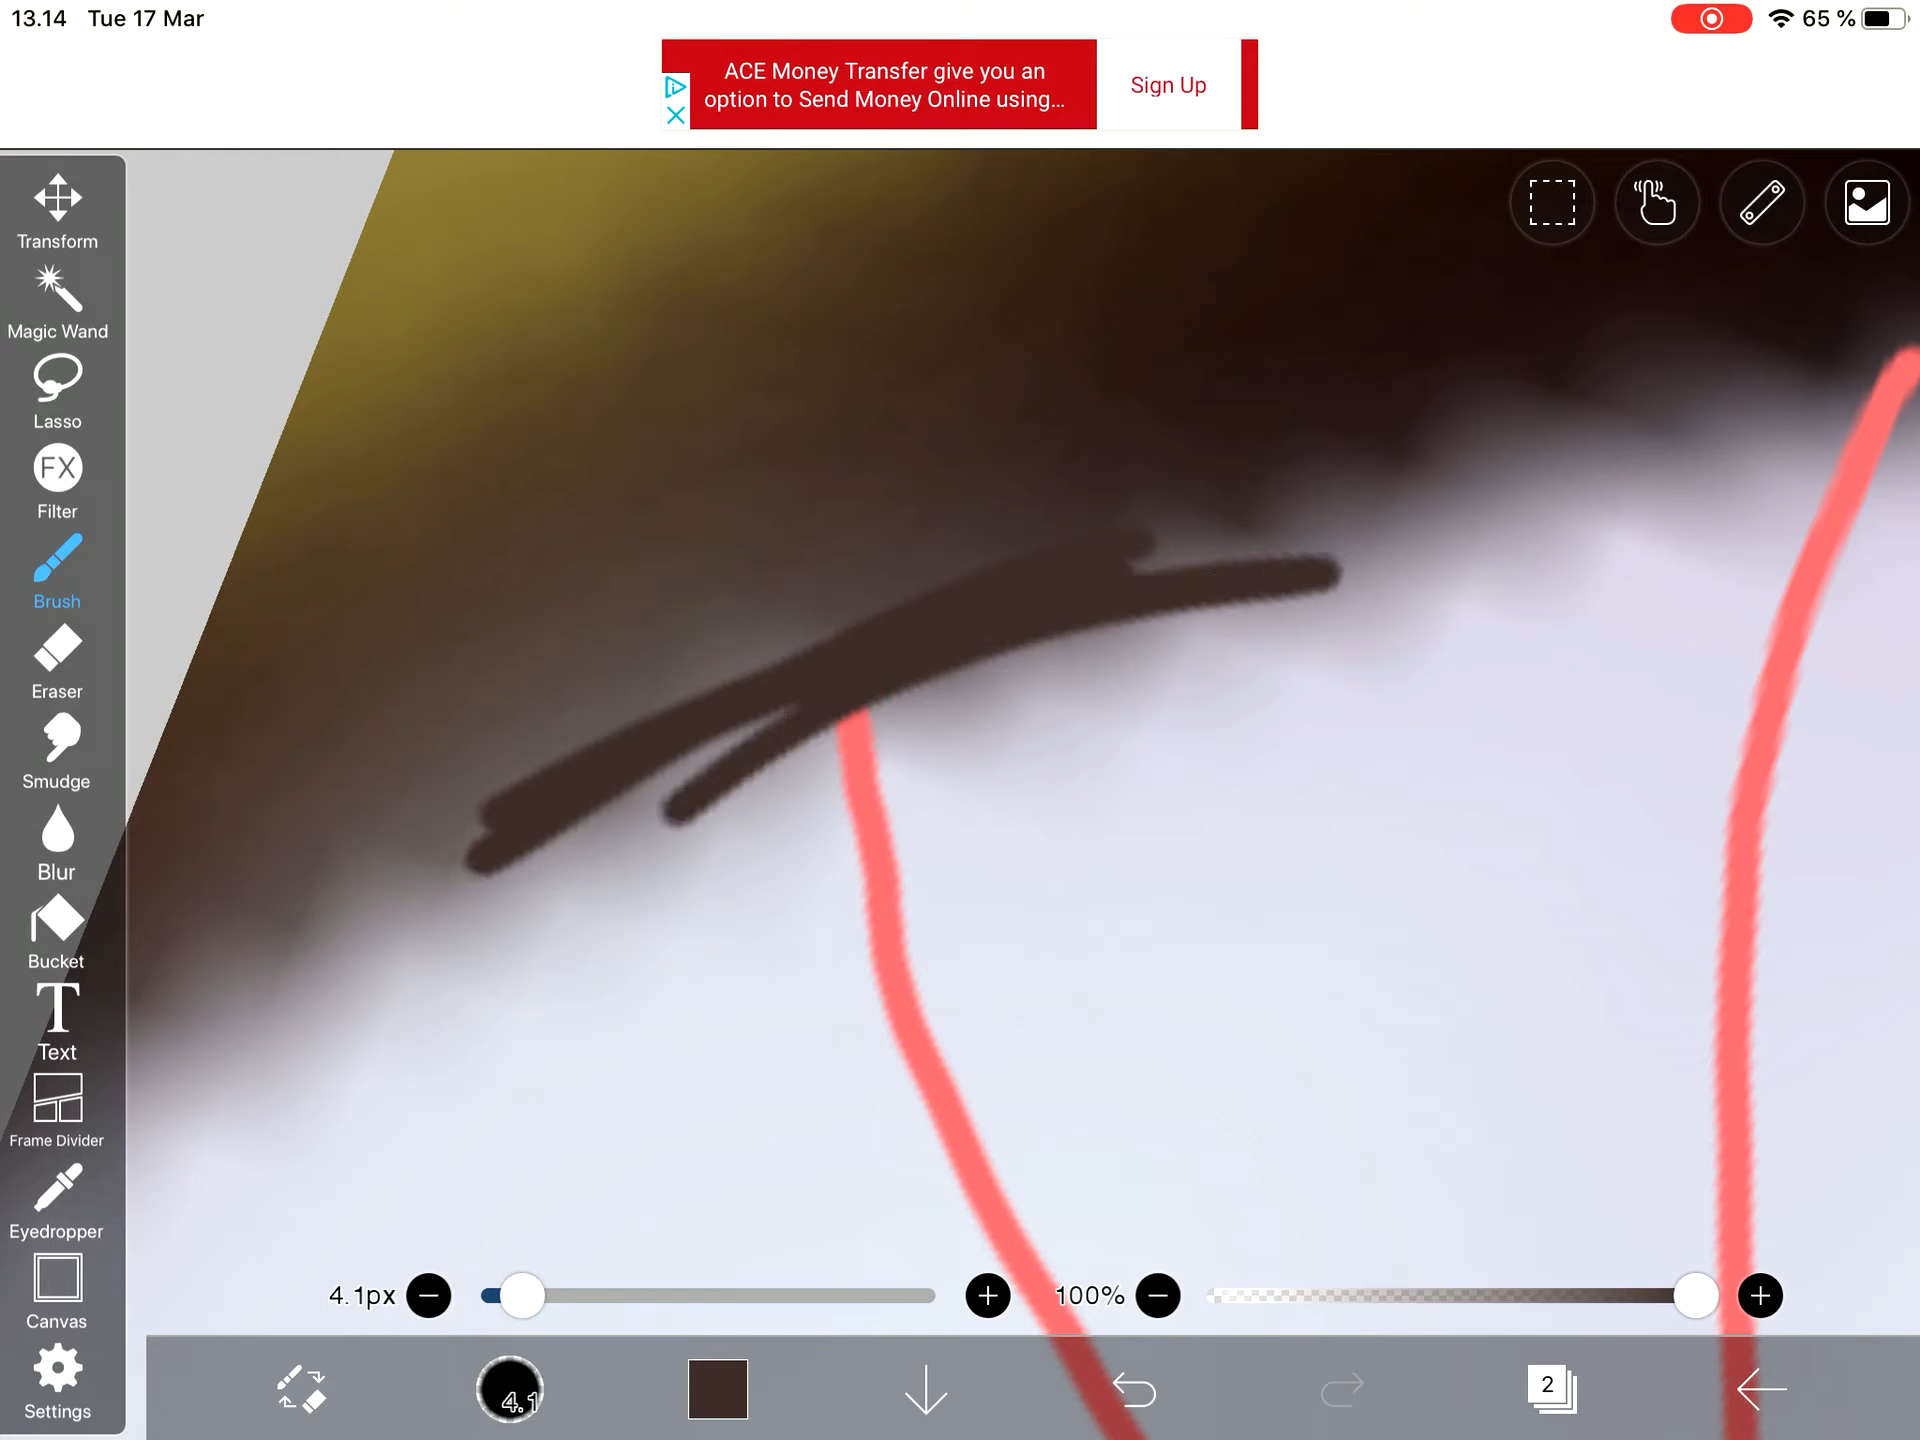 13.14 Tue 17 Mar
65 %
ACE Money Transfer give you an
option to Send Money Online using...
Sign Up
Transform
Magic Wand
Lasso
FX
Filter
Brush
Eraser
Smudge
Blur
Bucket
T
Text
Frame Divider
Eyedropper
Canvas
Settings
4.1px
100%
4.1
2